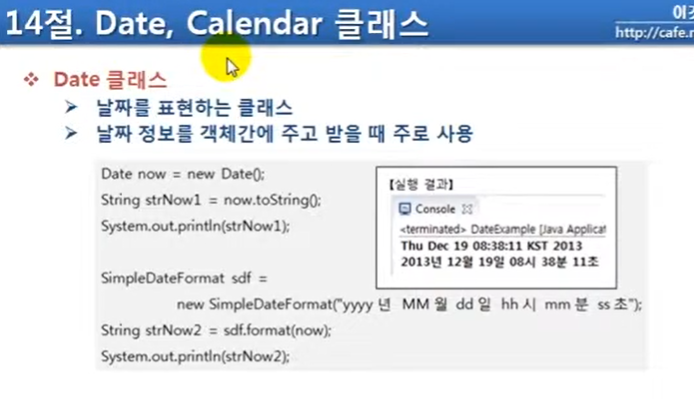 14절. Date, Calendar 클래스
http://cafe.
❖ Date 클래스
➤ 날짜를 표현하는 클래스
➤ 날짜 정보를 객체간에 주고 받을 때 주로 사용
Date now = new Date();
String strNow1 = now.toString();
System.out.println(strNow1);
SimpleDateFormat sdf =
new SimpleDateFormat("yyyy 년 MM 월 dd 일 hh 시 mm 분 ss 초");
String strNow2 = sdf.format(now);
System.out.println(strNow2);
【실행 결과】
Console
<terminated> DateExample [Java Applicat
Thu Dec 19 08:38:11 KST 2013
2013년 12월 19일 08시 38분 11초